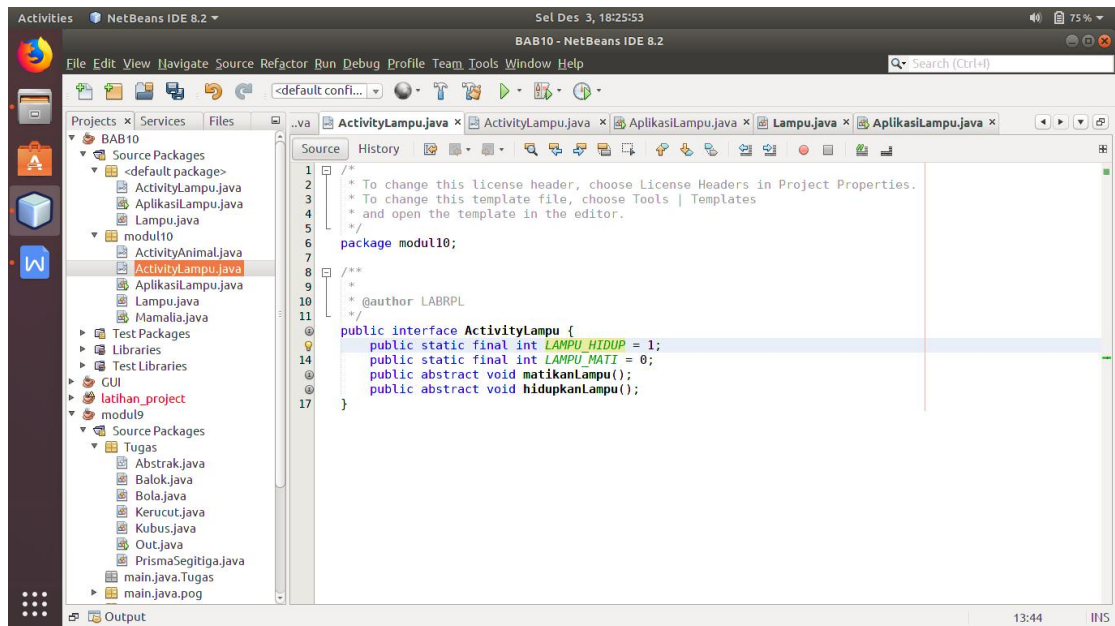 Activities NetBeans IDE 8.2 Sel Des 3, 18:25:53 75 %
BAB10 - NetBeans IDE 8.2
File Edit View Navigate Source Refactor Run Debug Profile Team Tools Window Help Search (Ctrl+I)
<default confi...
Projects × Services Files
..va ActivityLampu.java × ActivityLampu.java × AplikasiLampu.java × Lampu.java × AplikasiLampu.java ×
Source History
BAB10
Source Packages
<default package>
ActivityLampu.java
AplikasiLampu.java
Lampu.java
modul10
ActivityAnimal.java
ActivityLampu.java
AplikasiLampu.java
Lampu.java
Mamalia.java
Test Packages
Libraries
Test Libraries
GUI
latihan_project
modul9
Source Packages
Tugas
Abstrak.java
Balok.java
Bola.java
Kerucut.java
Kubus.java
Out.java
PrismaSegitiga.java
main.java.Tugas
main.java.pog
1 /*
2 * To change this license header, choose License Headers in Project Properties.
3 * To change this template file, choose Tools | Templates
4 * and open the template in the editor.
5 */
6 package modul10;
7
8 /**
9 *
10 * @author LABRPL
11 */
public interface ActivityLampu {
public static final int LAMPU_HIDUP = 1;
14 public static final int LAMPU_MATI = 0;
public abstract void matikanLampu();
public abstract void hidupkanLampu();
17 }
Output
13:44 INS